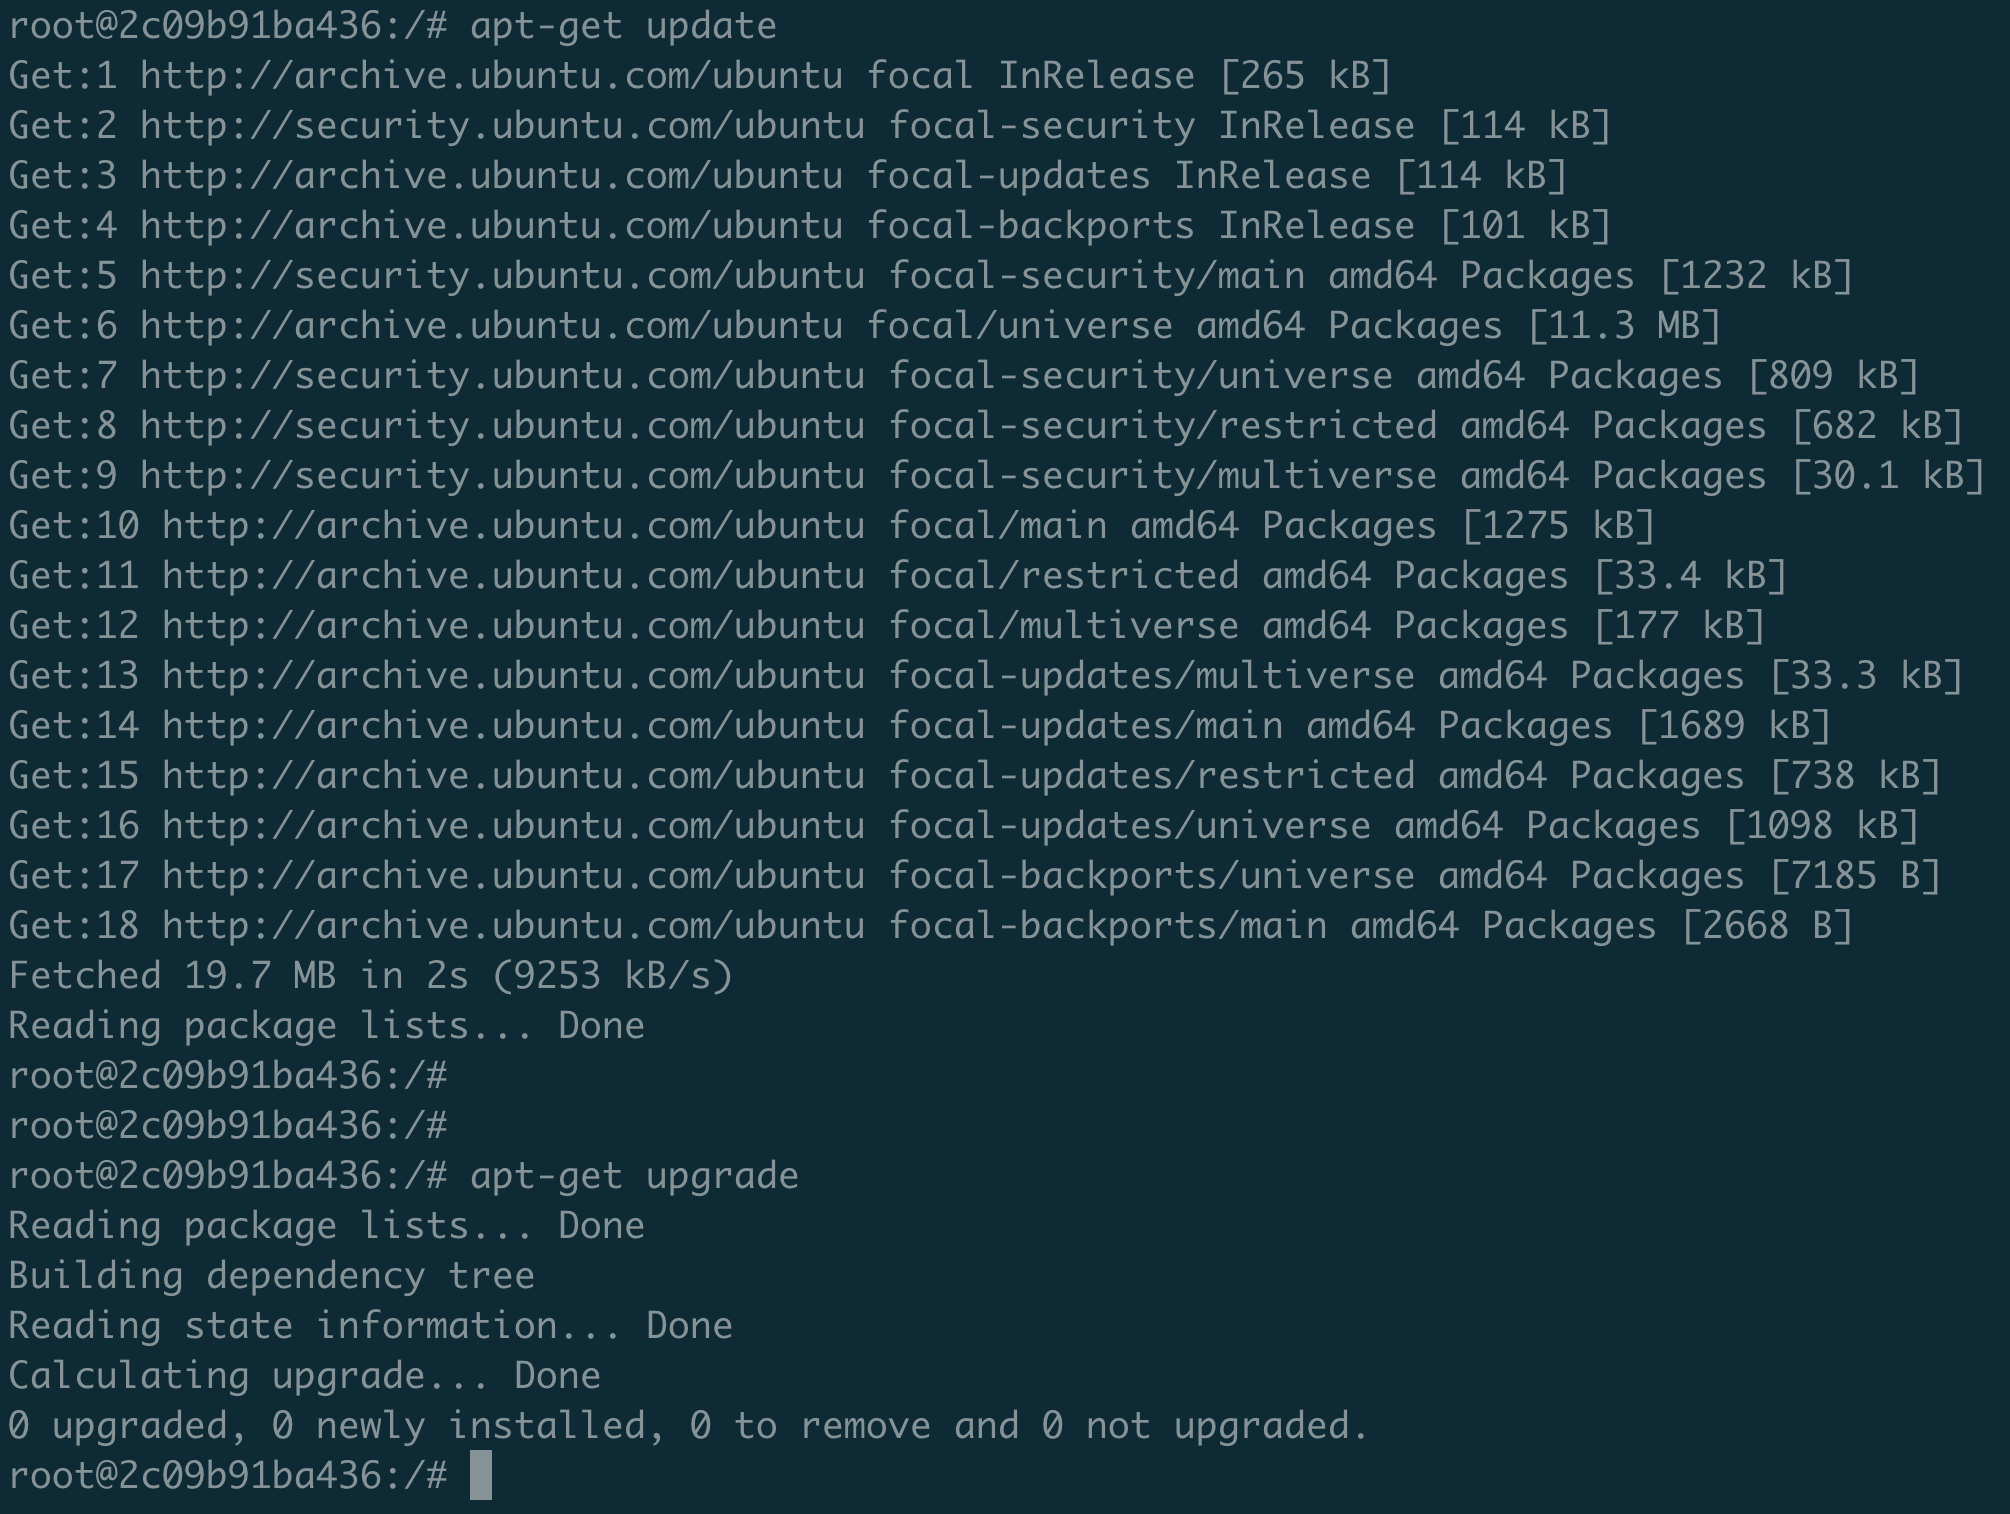 root@2c09b91ba436:/# apt-get update
Get:1 http://archive.ubuntu.com/ubuntu focal InRelease [265 kB]
Get:2 http://security.ubuntu.com/ubuntu focal-security InRelease [114 kB]
Get:3 http://archive.ubuntu.com/ubuntu focal-updates InRelease [114 kB]
Get:4 http://archive.ubuntu.com/ubuntu focal-backports InRelease [101 kB]
Get:5 http://security.ubuntu.com/ubuntu focal-security/main amd64 Packages [1232 kB]
Get:6 http://archive.ubuntu.com/ubuntu focal/universe amd64 Packages [11.3 MB]
Get:7 http://security.ubuntu.com/ubuntu focal-security/universe amd64 Packages [809 kB]
Get:8 http://security.ubuntu.com/ubuntu focal-security/restricted amd64 Packages [682 kB]
Get:9 http://security.ubuntu.com/ubuntu focal-security/multiverse amd64 Packages [30.1 kB]
Get:10 http://archive.ubuntu.com/ubuntu focal/main amd64 Packages [1275 kB]
Get:11 http://archive.ubuntu.com/ubuntu focal/restricted amd64 Packages [33.4 kB]
Get:12 http://archive.ubuntu.com/ubuntu focal/multiverse amd64 Packages [177 kB]
Get:13 http://archive.ubuntu.com/ubuntu focal-updates/multiverse amd64 Packages [33.3 kB]
Get:14 http://archive.ubuntu.com/ubuntu focal-updates/main amd64 Packages [1689 kB]
Get:15 http://archive.ubuntu.com/ubuntu focal-updates/restricted amd64 Packages [738 kB]
Get:16 http://archive.ubuntu.com/ubuntu focal-updates/universe amd64 Packages [1098 kB]
Get:17 http://archive.ubuntu.com/ubuntu focal-backports/universe amd64 Packages [7185 B]
Get:18 http://archive.ubuntu.com/ubuntu focal-backports/main amd64 Packages [2668 B]
Fetched 19.7 MB in 2s (9253 kB/s)
Reading package lists... Done
root@2c09b91ba436:/#
root@2c09b91ba436:/#
root@2c09b91ba436:/# apt-get upgrade
Reading package lists... Done
Building dependency tree
Reading state information... Done
Calculating upgrade... Done
0 upgraded, 0 newly installed, 0 to remove and 0 not upgraded.
root@2c09b91ba436:/#